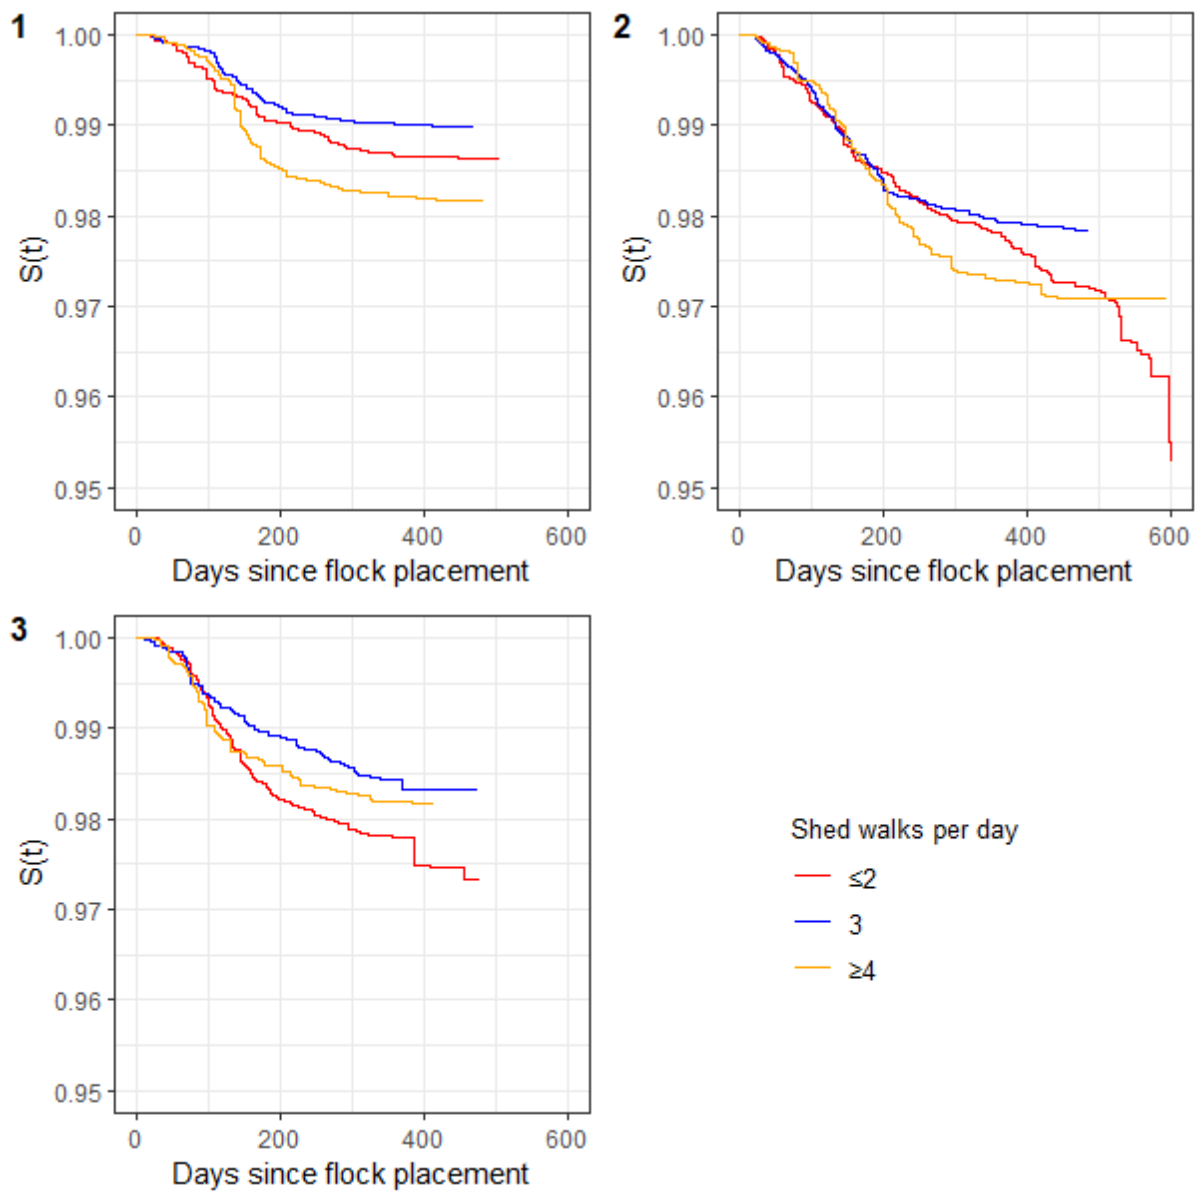 1
1.00
0.99
0.98
0.97
0.96
0.95
S(t)
0 200 400 600
Days since flock placement
2
1.00
0.99
0.98
0.97
0.96
0.95
S(t)
0 200 400 600
Days since flock placement
3
1.00
0.99
0.98
0.97
0.96
0.95
S(t)
0 200 400 600
Days since flock placement
Shed walks per day
≤2
3
≥4